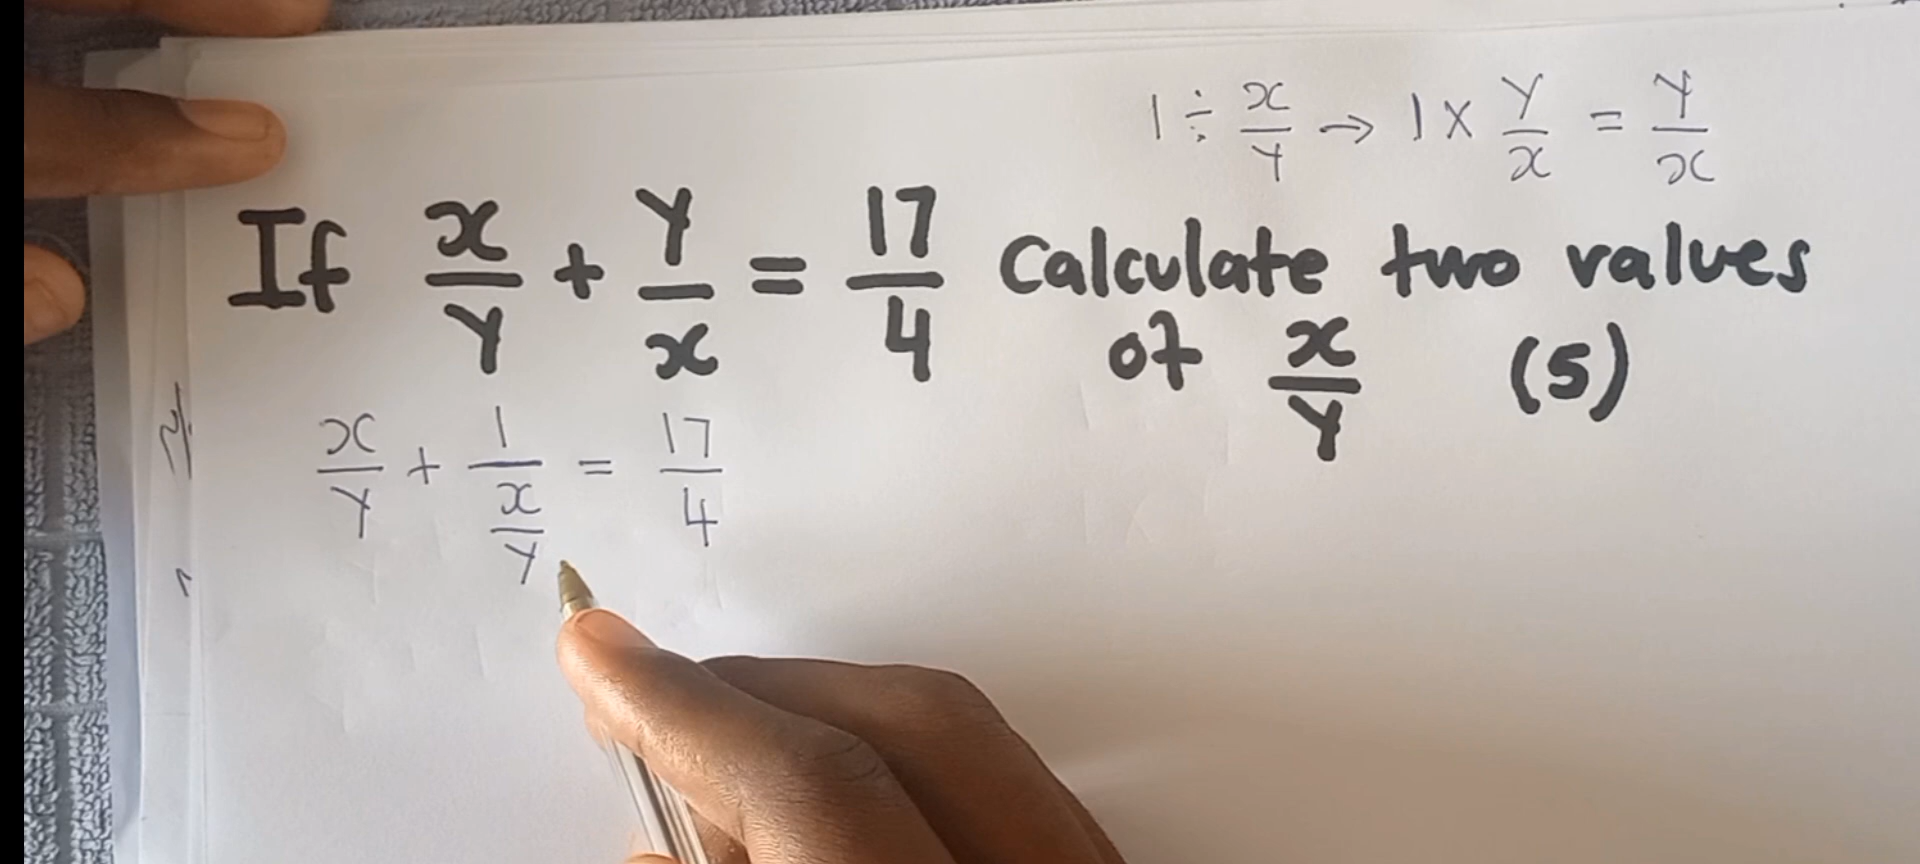 1 ÷ x/y → 1 × y/x = y/x
If x/y + y/x = 17/4 Calculate two values
of x/y (5)
x/y + 1/(x/y) = 17/4